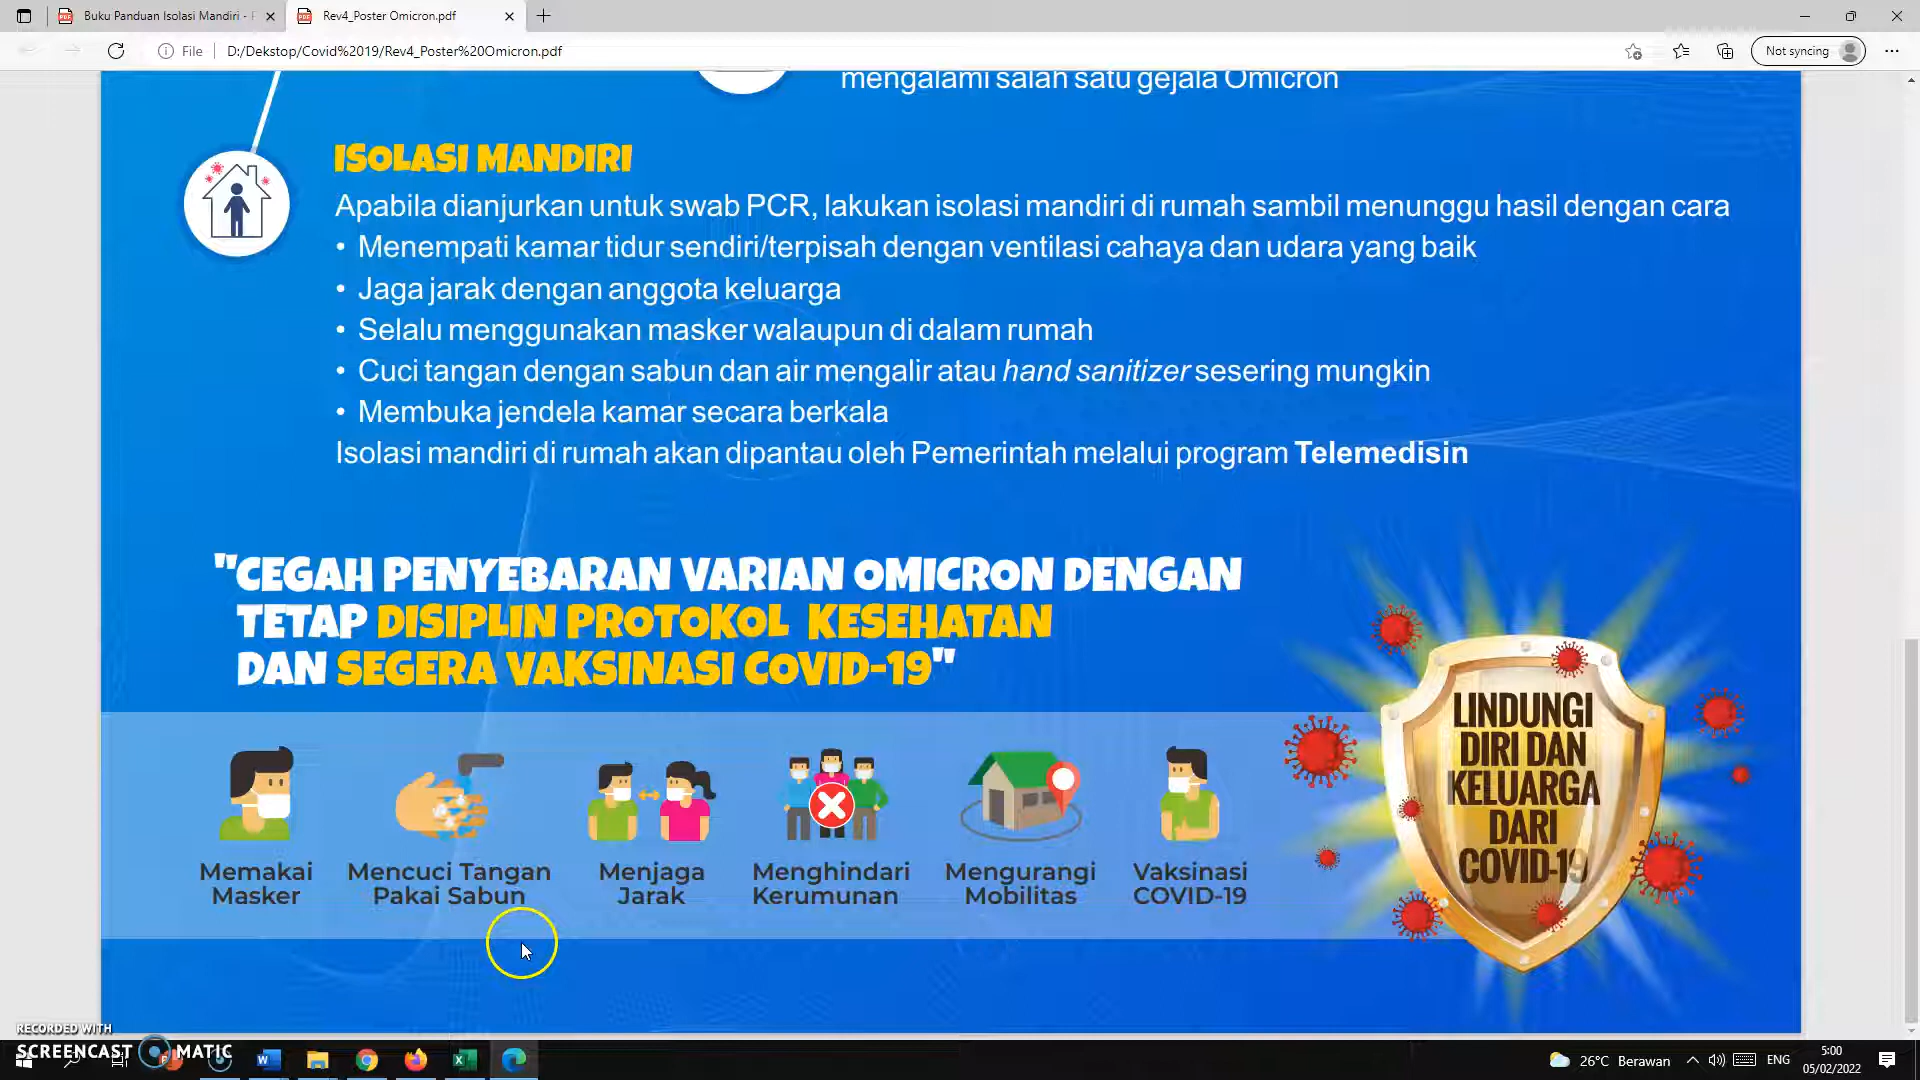 Buku Panduan Isolasi Mandiri -
Rev4_Poster Omicron.pdf
File
D:/Dekstop/Covid%2019/Rev4_Poster%20Omicron.pdf
Not syncing
mengalami salah satu gejala Omicron
ISOLASI MANDIRI
Apabila dianjurkan untuk swab PCR, lakukan isolasi mandiri di rumah sambil menunggu hasil dengan cara
• Menempati kamar tidur sendiri/terpisah dengan ventilasi cahaya dan udara yang baik
• Jaga jarak dengan anggota keluarga
• Selalu menggunakan masker walaupun di dalam rumah
• Cuci tangan dengan sabun dan air mengalir atau hand sanitizer sesering mungkin
• Membuka jendela kamar secara berkala
Isolasi mandiri di rumah akan dipantau oleh Pemerintah melalui program Telemedisin
"CEGAH PENYEBARAN VARIAN OMICRON DENGAN
TETAP DISIPLIN PROTOKOL KESEHATAN
DAN SEGERA VAKSINASI COVID-19"
LINDUNGI
DIRI DAN
KELUARGA
DARI
COVID-19
Memakai
Masker
Mencuci Tangan
Pakai Sabun
Menjaga
Jarak
Menghindari
Kerumunan
Mengurangi
Mobilitas
Vaksinasi
COVID-19
RECORDED WITH
SCREENCAST MATIC
26°C Berawan
ENG
5:00
05/02/2022